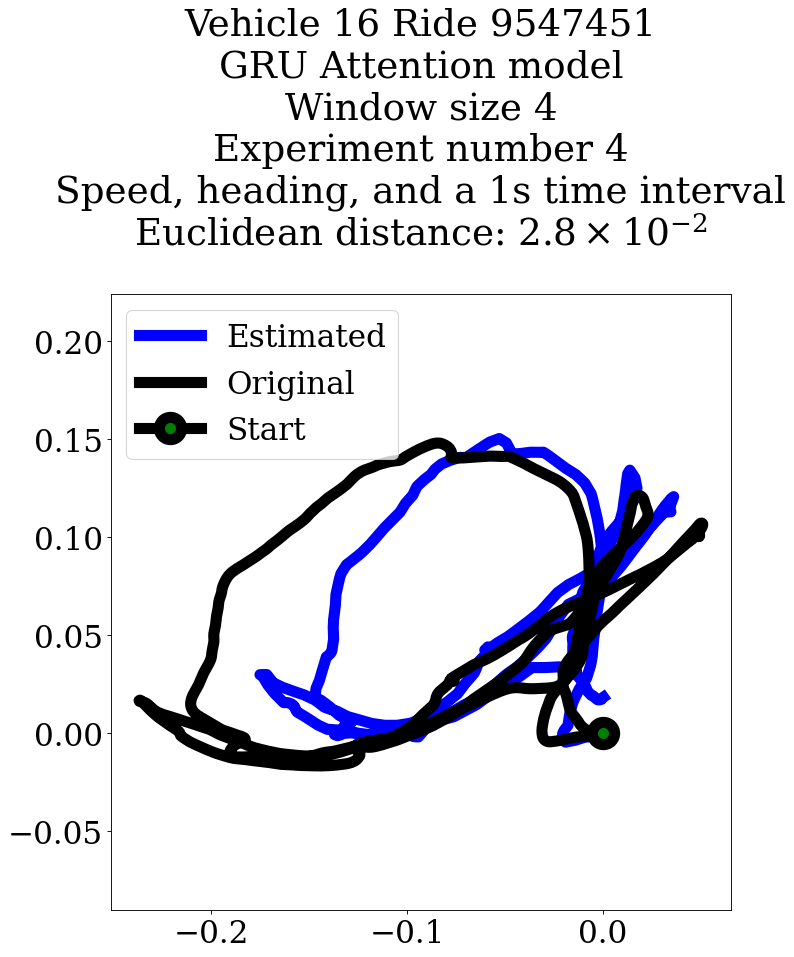 Vehicle 16 Ride 9547451
GRU Attention model
Window size 4
Experiment number 4
Speed, heading, and a 1s time interval
Euclidean distance: 2.8 × 10⁻²
Estimated
Original
Start
0.20
0.15
0.10
0.05
0.00
−0.05
−0.2
−0.1
0.0